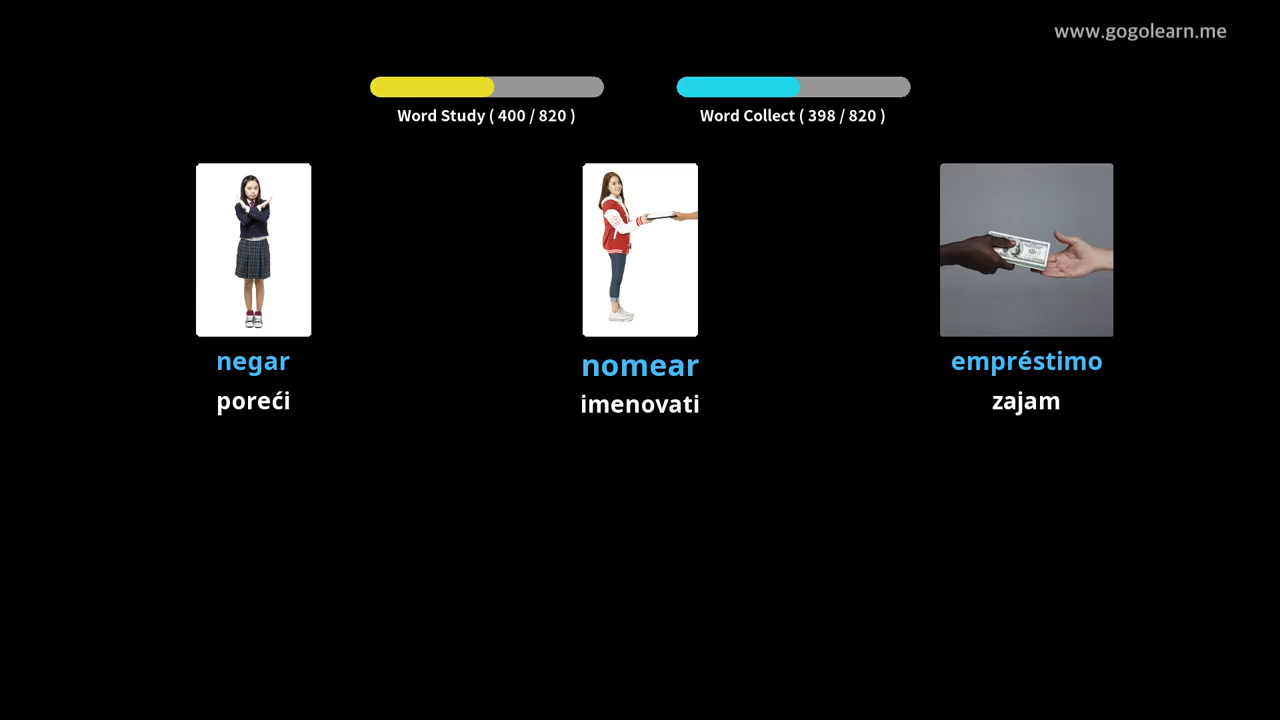 www.gogolearn.me
Word Study ( 400 / 820 )
Word Collect ( 398 / 820 )
negar
poreći
nomear
imenovati
empréstimo
zajam